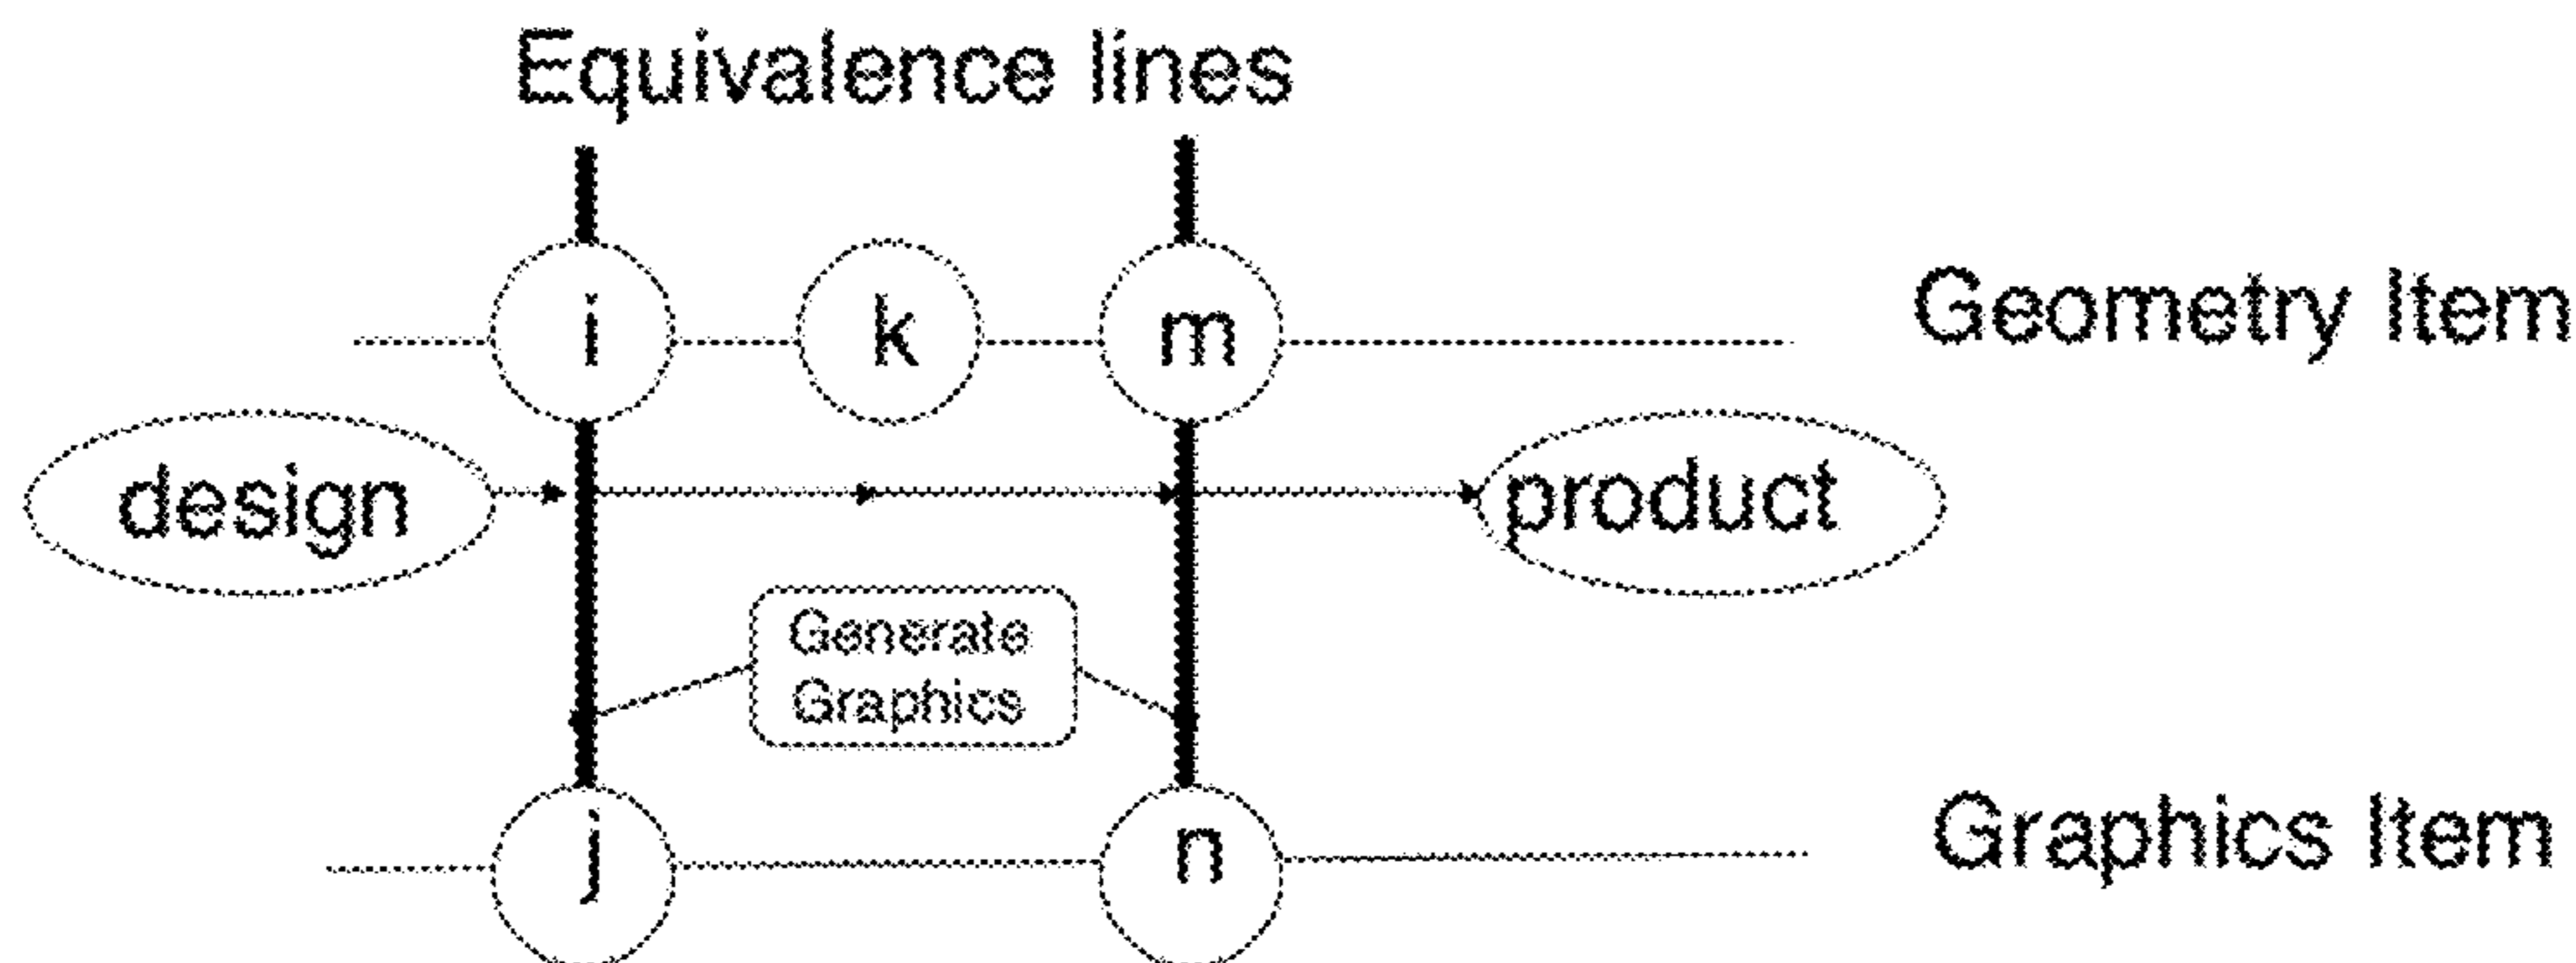 Equivalence lines
i k m Geometry Item
design product
Generate
Graphics
j n Graphics Item